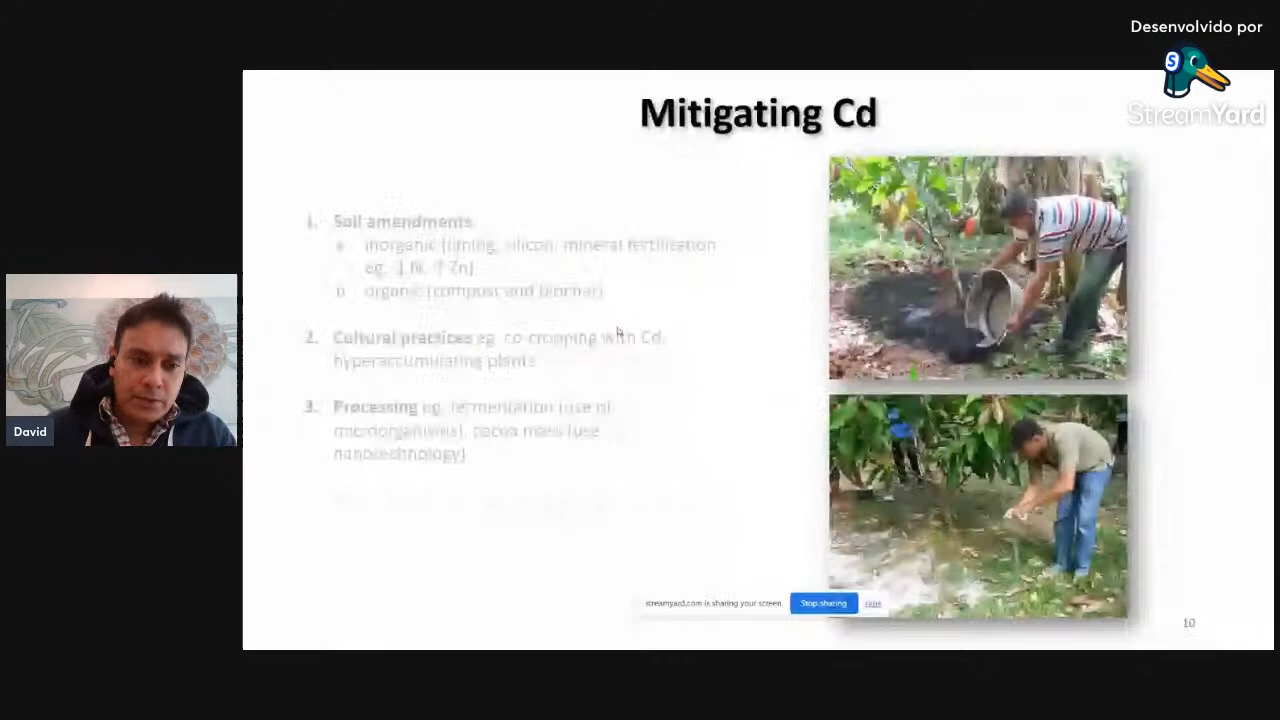 Desenvolvido por
StreamYard
Mitigating Cd
1. Soil amendments
a inorganic (liming, silicon, mineral fertilisation
eg. ↓ N, ↑ Zn)
b organic (compost and biochar)
2. Cultural practices eg. co-cropping with Cd
hyperaccumulating plants
3. Processing eg. fermentation (use of
microorganisms), cacao mass (use
nanotechnology)
David
streamyard.com is sharing your screen. Stop sharing
10